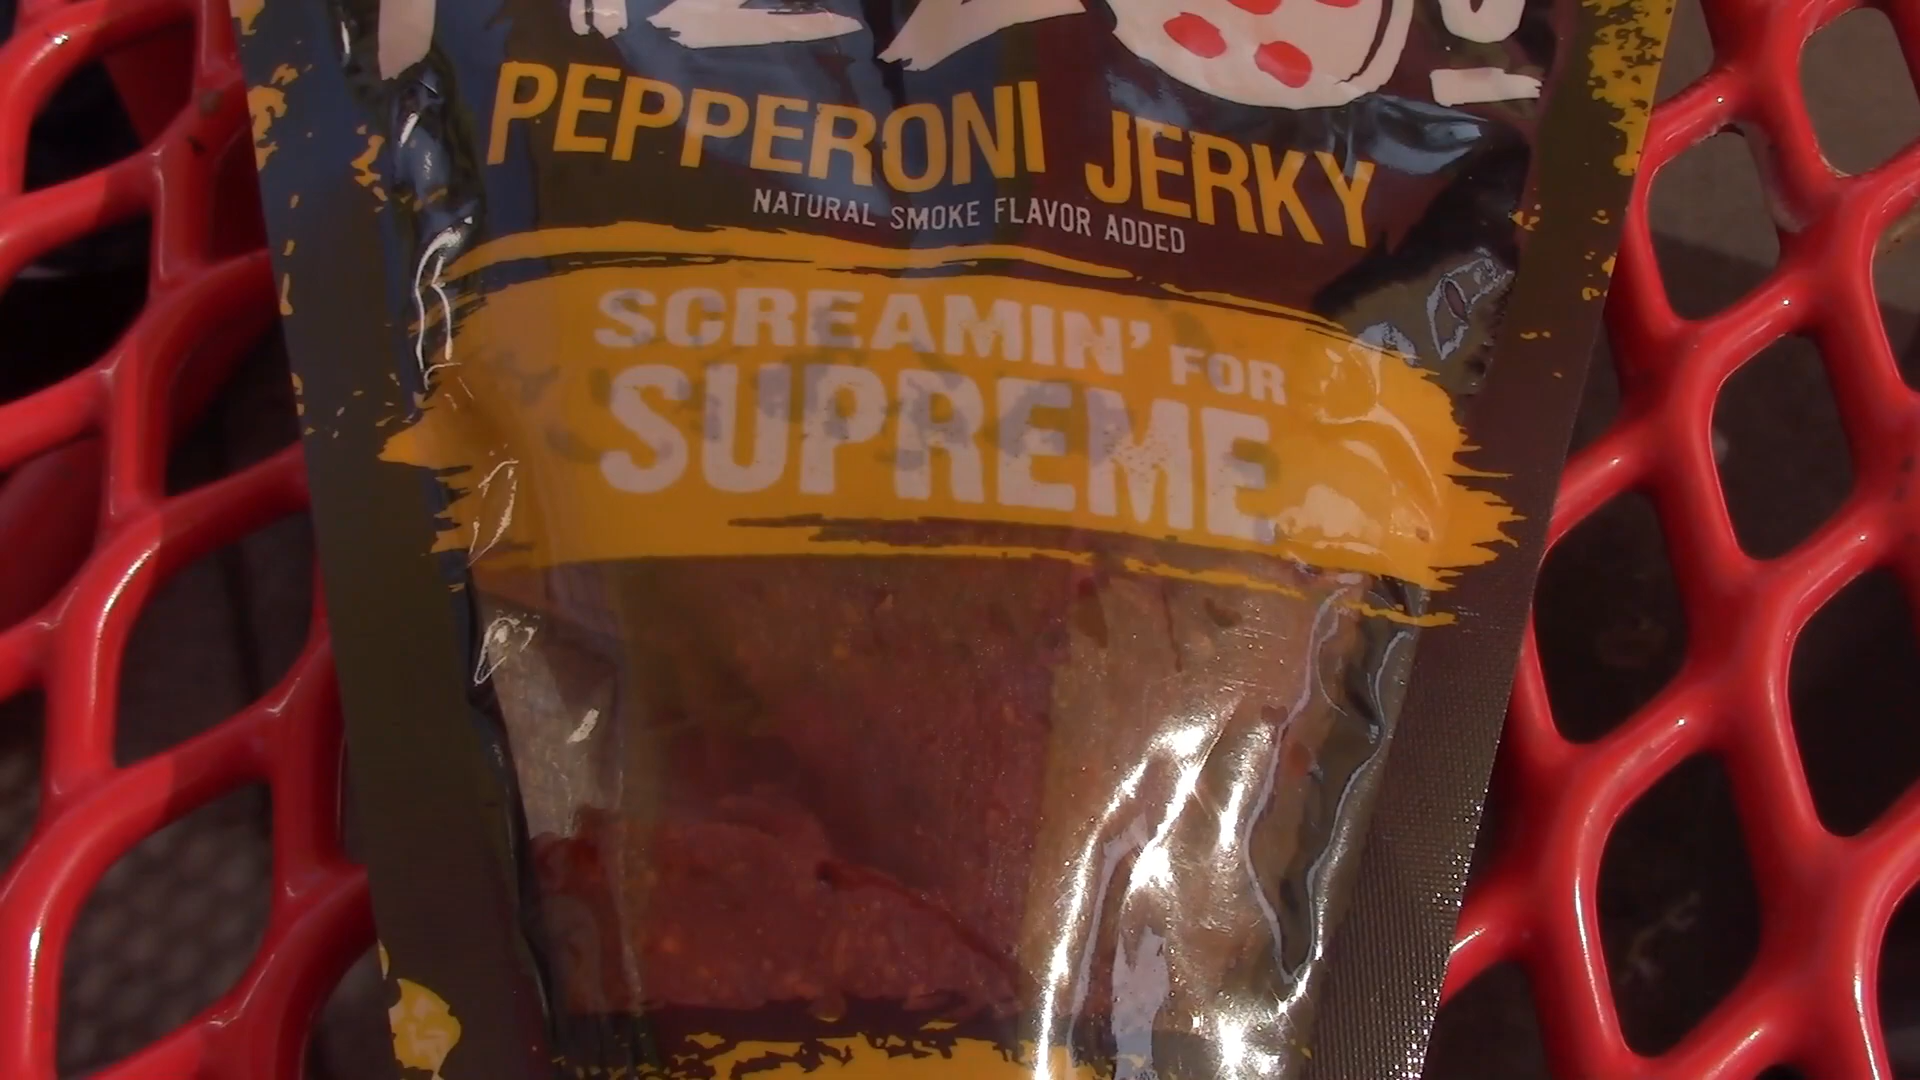 PEPPERONI JERKY
NATURAL SMOKE FLAVOR ADDED
SCREAMIN' FOR
SUPREME